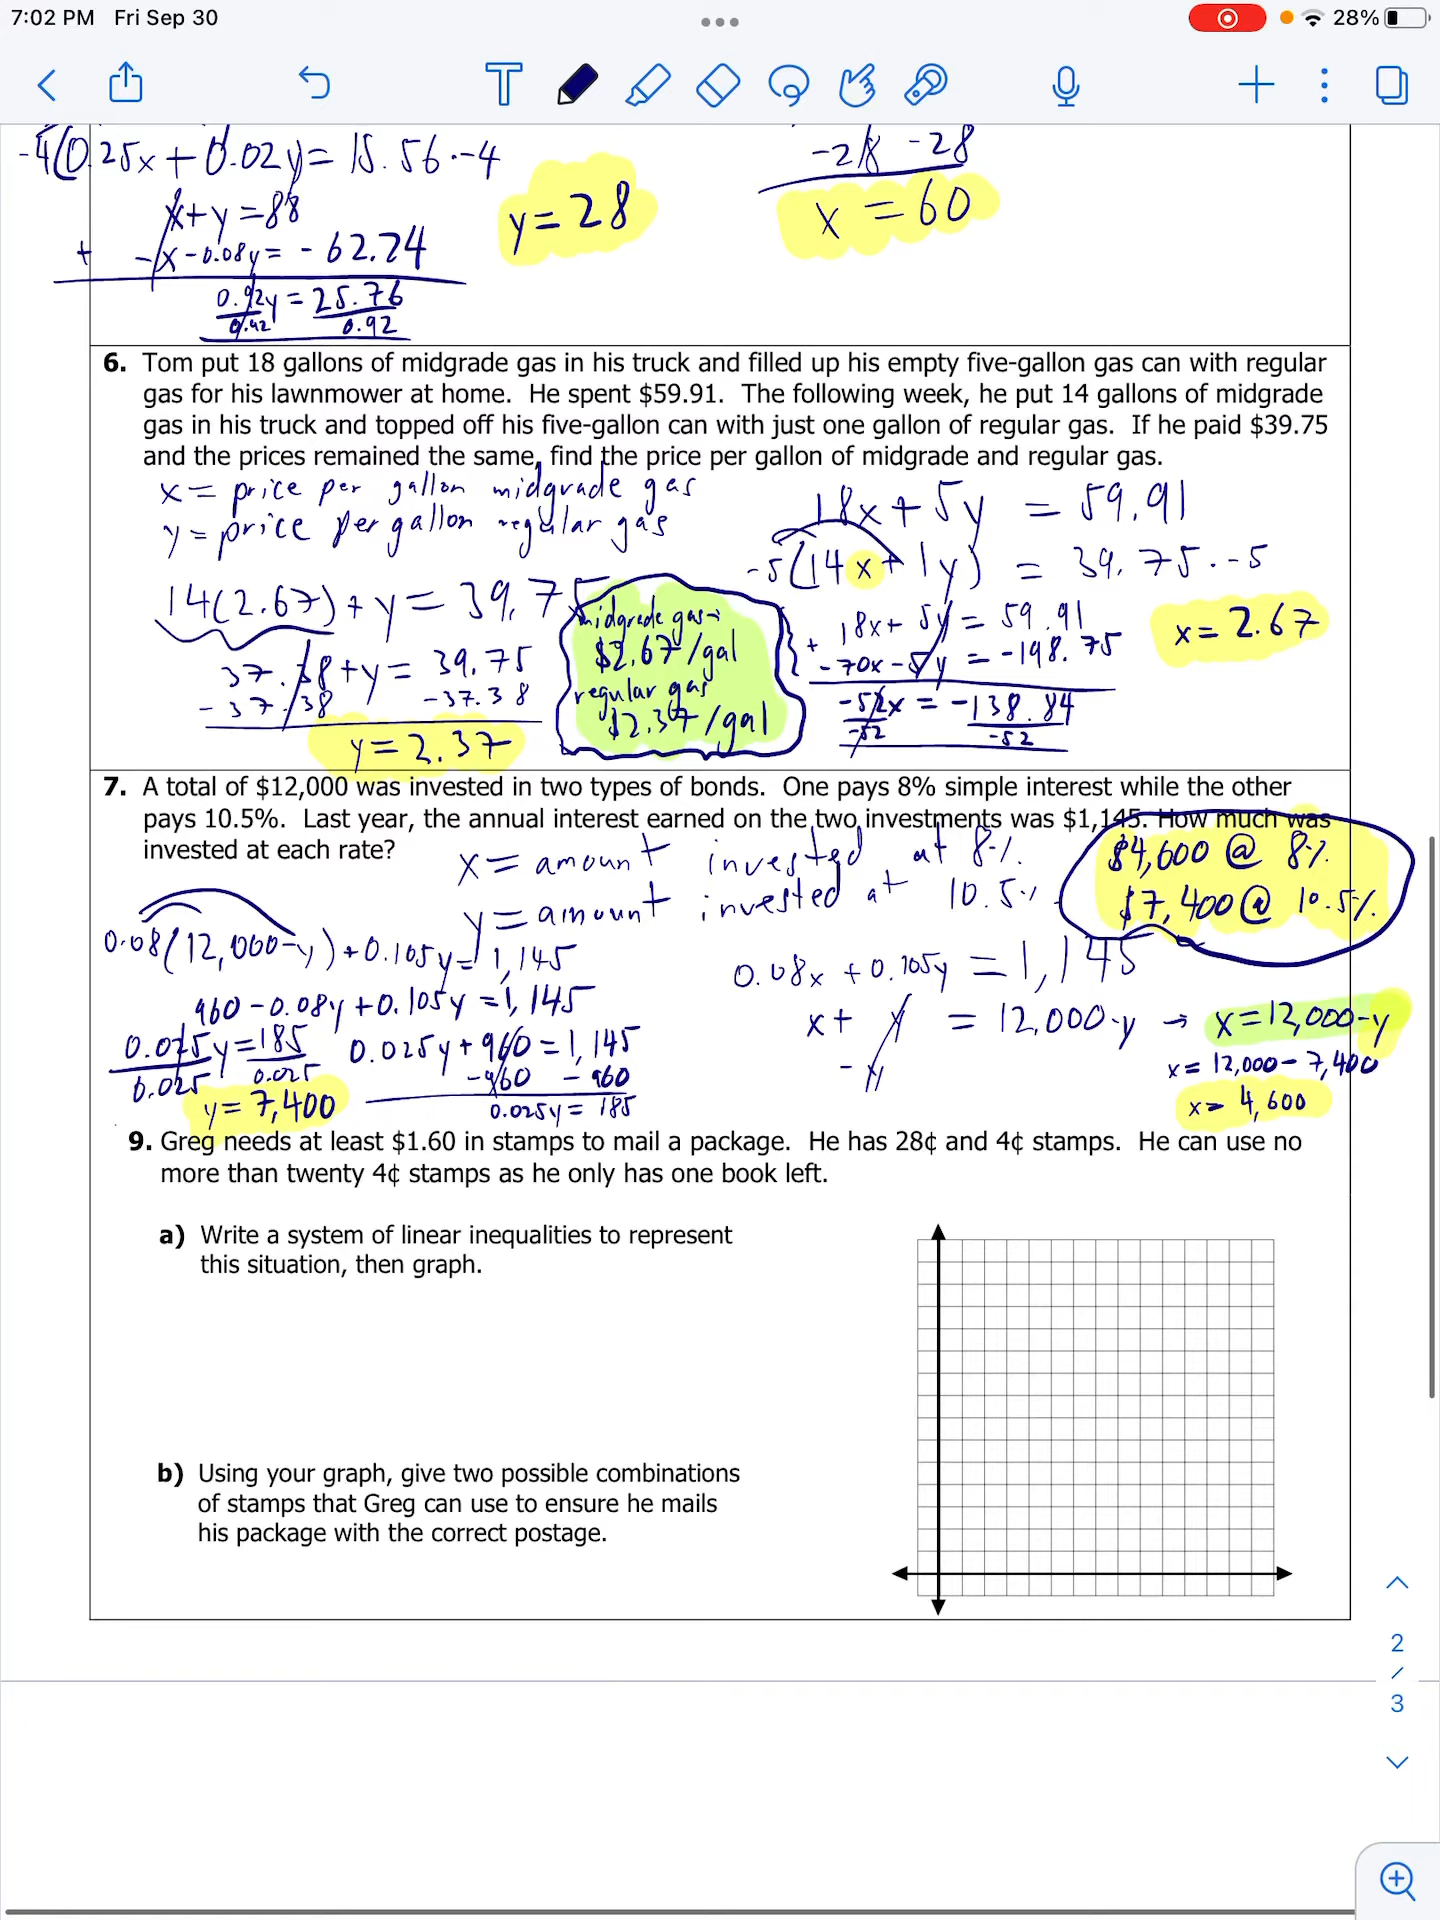 7:02 PM Fri Sep 30
28%
-4(0.25x + 0.02y = 15.56 · -4
x + y = 88
+ -x - 0.08y = - 62.24
0.92y = 25.76
0.92 0.92
y = 28
-28 -28
x = 60
6. Tom put 18 gallons of midgrade gas in his truck and filled up his empty five-gallon gas can with regular
gas for his lawnmower at home. He spent $59.91. The following week, he put 14 gallons of midgrade
gas in his truck and topped off his five-gallon can with just one gallon of regular gas. If he paid $39.75
and the prices remained the same, find the price per gallon of midgrade and regular gas.
x = price per gallon midgrade gas
y = price per gallon regular gas
14(2.67) + y = 39.75
37.38 + y = 39.75
- 37.38 -37.38
y = 2.37
midgrade gas→
$2.67/gal
regular gas
$2.37/gal
18x + 5y = 59.91
-5(14x + 1y) = 39.75 · -5
18x + 5y = 59.91
+ -70x - 5y = -198.75
-52x = -138.84
-52 -52
x = 2.67
7. A total of $12,000 was invested in two types of bonds. One pays 8% simple interest while the other
pays 10.5%. Last year, the annual interest earned on the two investments was $1,145. How much was
invested at each rate?
x = amount invested at 8%.
y = amount invested at 10.5%
$4,600 @ 8%
$7,400 @ 10.5%
0.08(12,000-y) + 0.105y = 1,145
960 - 0.08y + 0.105y = 1,145
0.025y + 960 = 1,145
-960 -960
0.025y = 185
0.025y = 185
0.025 0.025
y = 7,400
0.08x + 0.105y = 1,145
x + y = 12,000-y → x = 12,000-y
- y
x = 12,000 - 7,400
x = 4,600
9. Greg needs at least $1.60 in stamps to mail a package. He has 28¢ and 4¢ stamps. He can use no
more than twenty 4¢ stamps as he only has one book left.
a) Write a system of linear inequalities to represent
this situation, then graph.
b) Using your graph, give two possible combinations
of stamps that Greg can use to ensure he mails
his package with the correct postage.
2
/
3